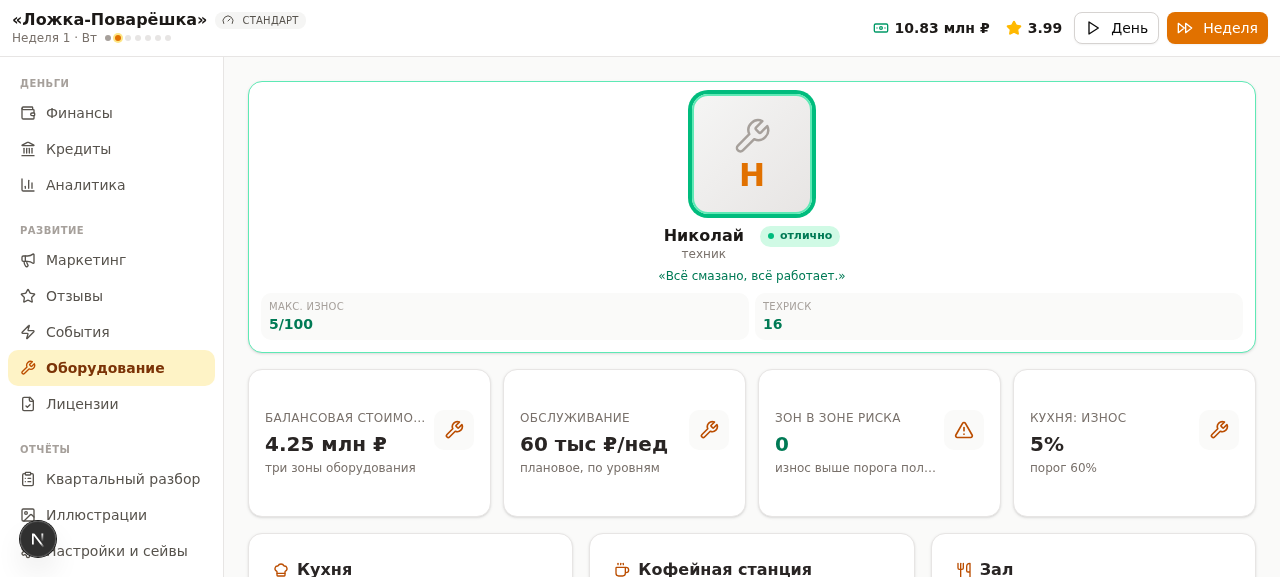 «Ложка-Поварёшка»
СТАНДАРТ
Неделя 1 · Вт
10.83 млн ₽
3.99
День
Неделя
ДЕНЬГИ
Финансы
Кредиты
Аналитика
РАЗВИТИЕ
Маркетинг
Отзывы
События
Оборудование
Лицензии
ОТЧЁТЫ
Квартальный разбор
Иллюстрации
Настройки и сейвы
N
Н
Николай
отлично
техник
«Всё смазано, всё работает.»
МАКС. ИЗНОС
5/100
ТЕХРИСК
16
БАЛАНСОВАЯ СТОИМО...
4.25 млн ₽
три зоны оборудования
ОБСЛУЖИВАНИЕ
60 тыс ₽/нед
плановое, по уровням
ЗОН В ЗОНЕ РИСКА
0
износ выше порога пол...
КУХНЯ: ИЗНОС
5%
порог 60%
Кухня
Кофейная станция
Зал